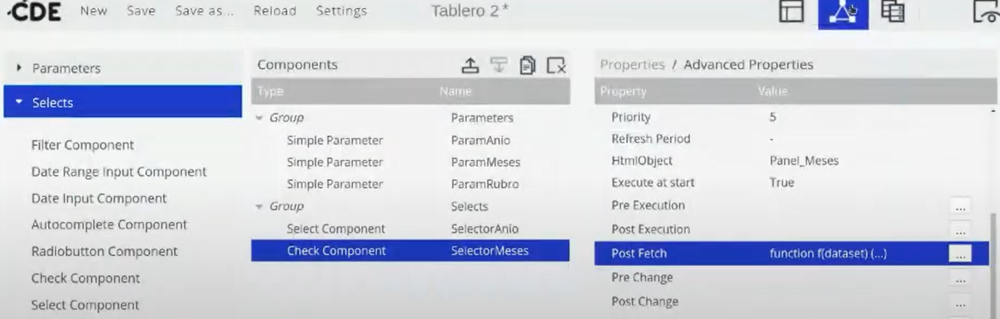 CDE New Save Save as... Reload Settings Tablero 2*
Parameters
Selects
Filter Component
Date Range Input Component
Date Input Component
Autocomplete Component
Radiobutton Component
Check Component
Select Component
Components
Type Name
Group Parameters
Simple Parameter ParamAnio
Simple Parameter ParamMeses
Simple Parameter ParamRubro
Group Selects
Select Component SelectorAnio
Check Component SelectorMeses
Properties / Advanced Properties
Property Value
Priority 5
Refresh Period -
HtmlObject Panel_Meses
Execute at start True
Pre Execution ...
Post Execution ...
Post Fetch function f(dataset) (...) ...
Pre Change ...
Post Change ...